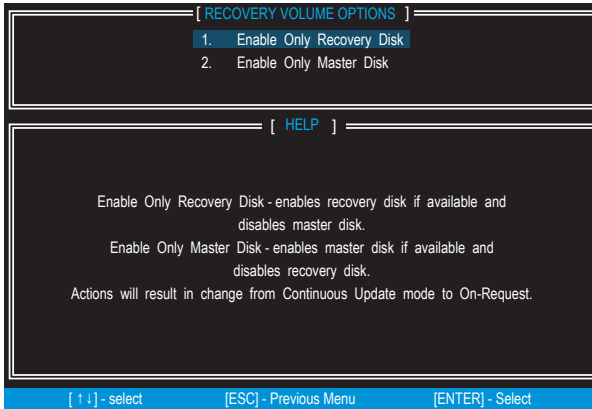 [ RECOVERY VOLUME OPTIONS ]
1. Enable Only Recovery Disk
2. Enable Only Master Disk
[ HELP ]
Enable Only Recovery Disk - enables recovery disk if available and
disables master disk.
Enable Only Master Disk - enables master disk if available and
disables recovery disk.
Actions will result in change from Continuous Update mode to On-Request.
[ ↑↓] - select [ESC] - Previous Menu [ENTER] - Select